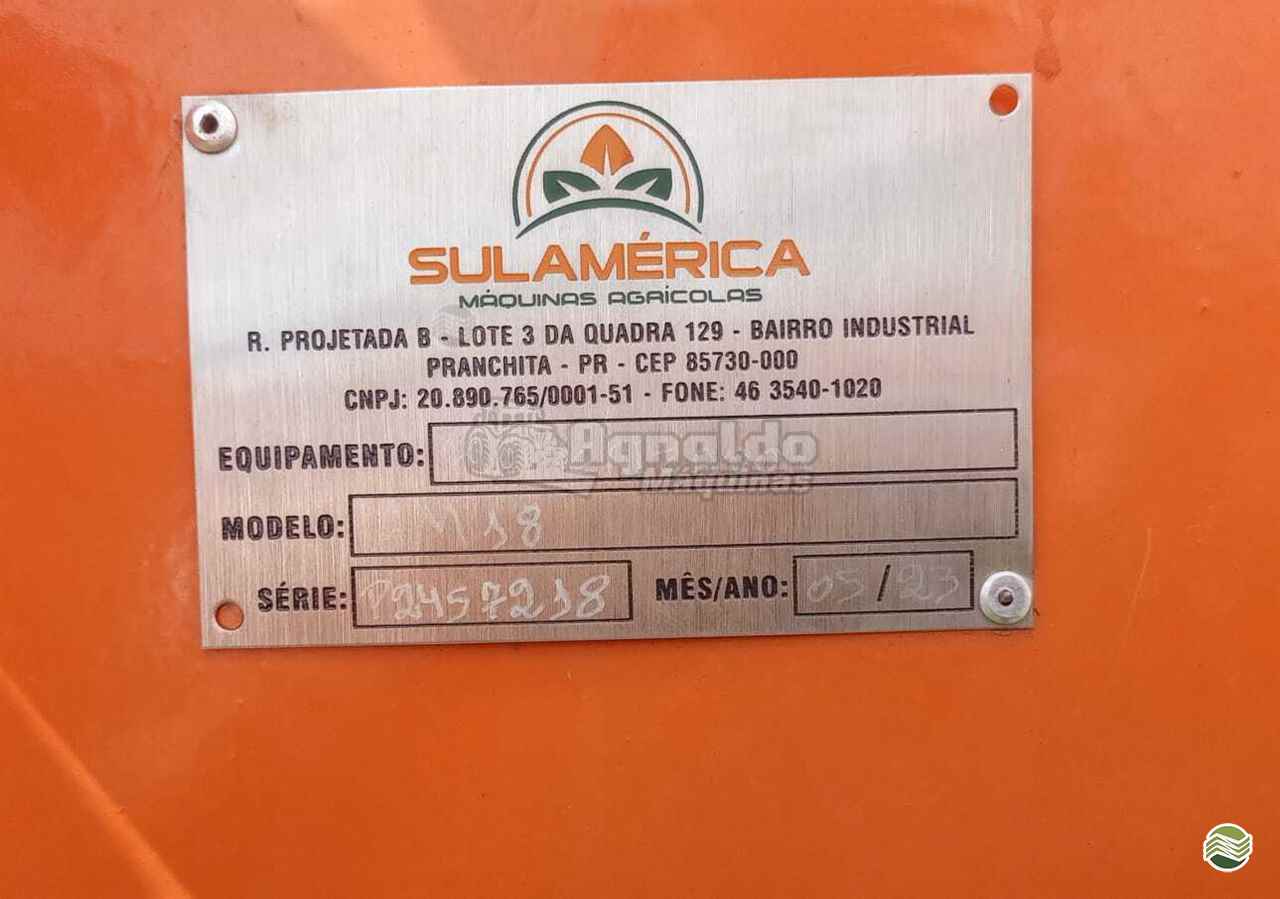 SULAMÉRICA
MÁQUINAS AGRÍCOLAS
R. PROJETADA B - LOTE 3 DA QUADRA 129 - BAIRRO INDUSTRIAL
PRANCHITA - PR - CEP 85730-000
CNPJ: 20.890.765/0001-51 - FONE: 46 3540-1020
Agnaldo
Máquinas
EQUIPAMENTO:
MODELO: 18
SÉRIE: MÊS/ANO: 05/23